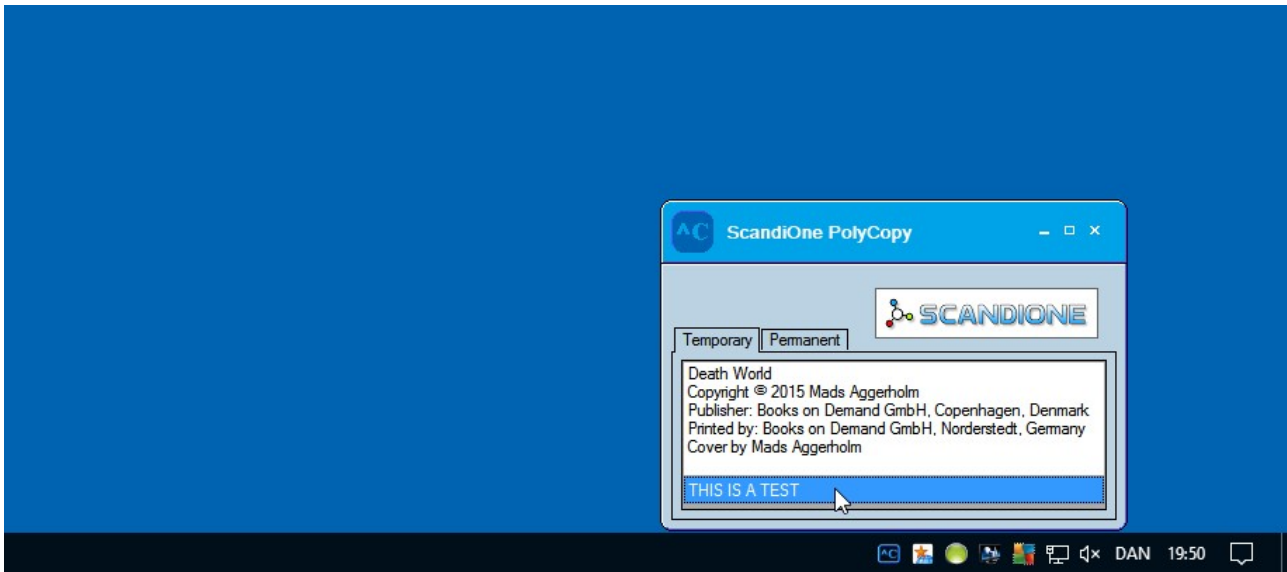 ^C ScandiOne PolyCopy
SCANDIONE
Temporary Permanent
Death World
Copyright © 2015 Mads Aggerholm
Publisher: Books on Demand GmbH, Copenhagen, Denmark
Printed by: Books on Demand GmbH, Norderstedt, Germany
Cover by Mads Aggerholm
THIS IS A TEST
^C DAN 19:50